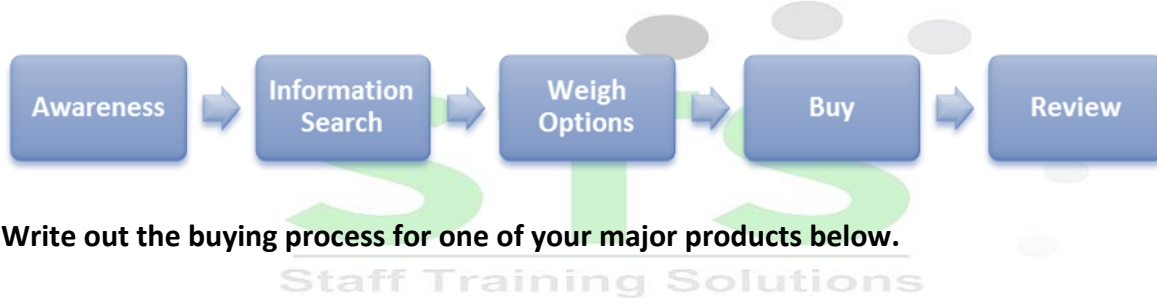 Awareness
Information
Search
Weigh
Options
Buy
Review
STS
Write out the buying process for one of your major products below.
Staff Training Solutions